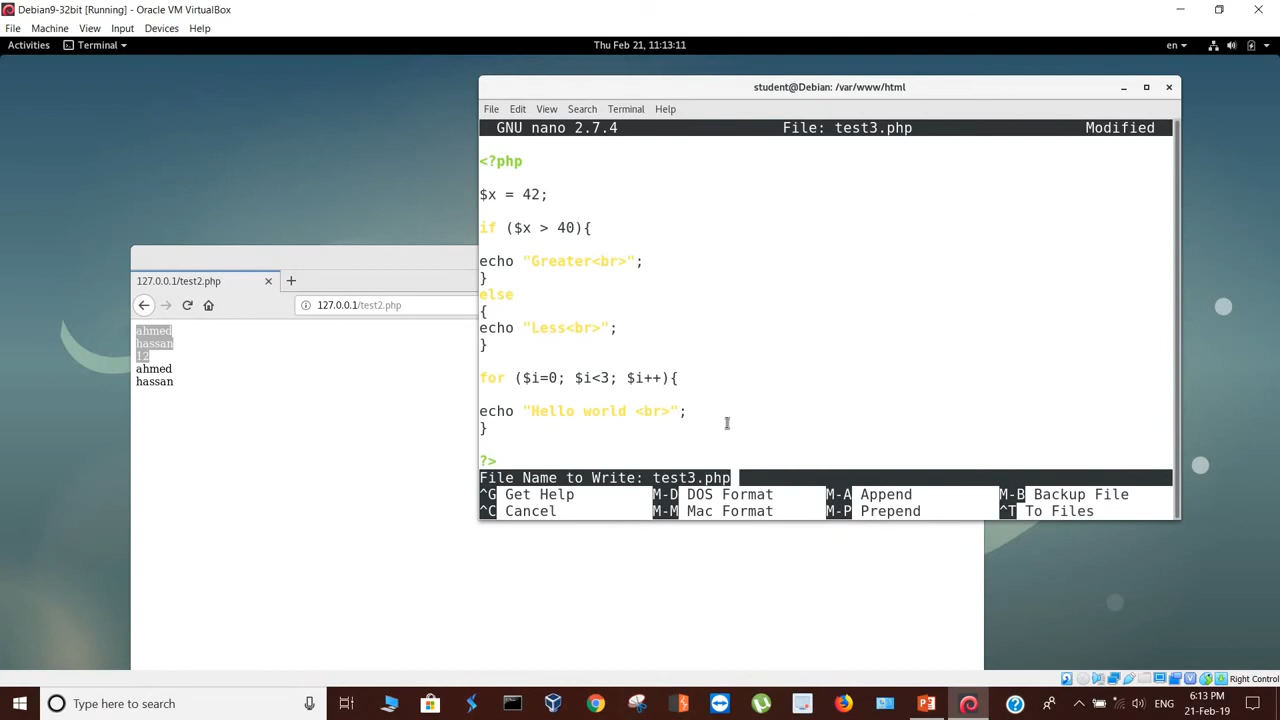 Debian9-32bit [Running] - Oracle VM VirtualBox
File Machine View Input Devices Help
Activities Terminal Thu Feb 21, 11:13:11 en
student@Debian: /var/www/html
File Edit View Search Terminal Help
GNU nano 2.7.4 File: test3.php Modified
<?php
$x = 42;
if ($x > 40){
echo "Greater<br>";
}
else
{
echo "Less<br>";
}
for ($i=0; $i<3; $i++){
echo "Hello world <br>";
}
?>
File Name to Write: test3.php
^G Get Help M-D DOS Format M-A Append M-B Backup File
^C Cancel M-M Mac Format M-P Prepend ^T To Files
127.0.0.1/test2.php
127.0.0.1/test2.php
ahmed
hassan
12
ahmed
hassan
Right Control
Type here to search
ENG
6:13 PM
21-Feb-19